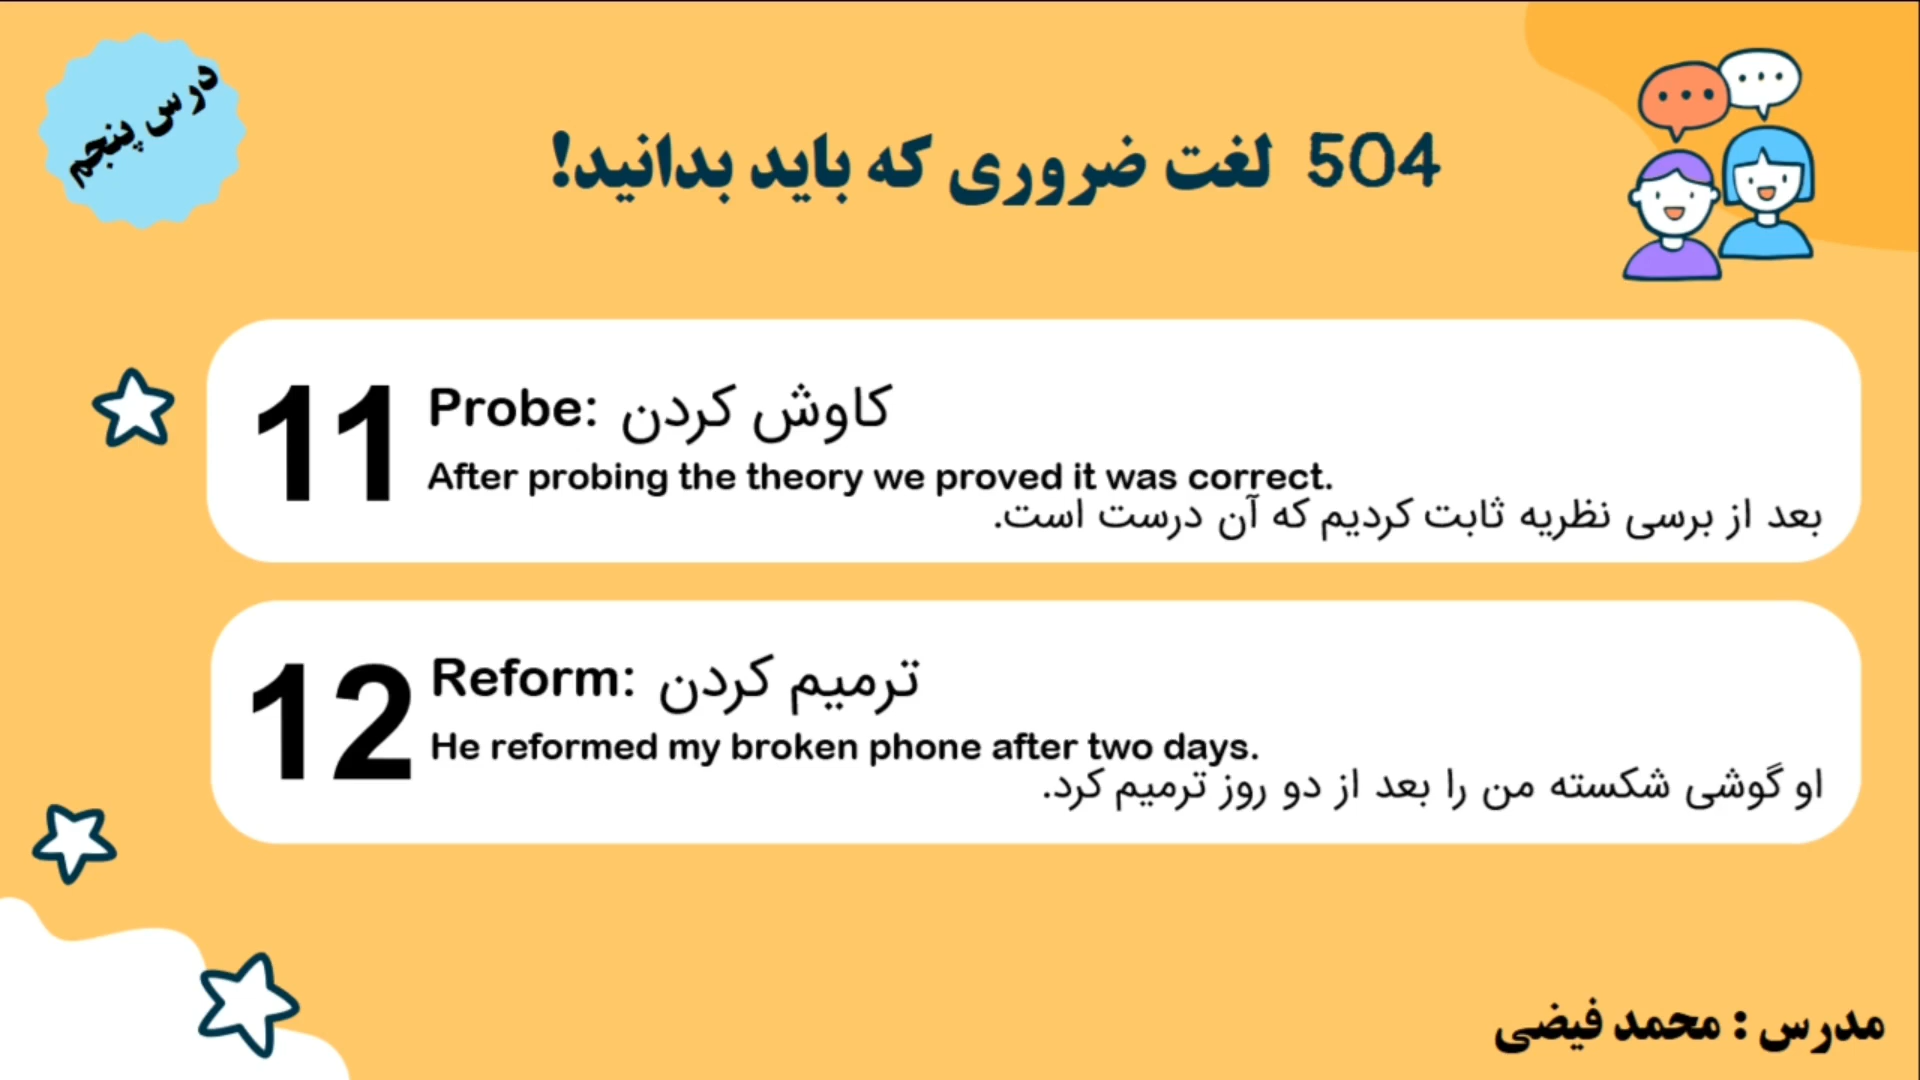 درس پنجم
504 لغت ضروری که باید بدانید!
11
Probe: کاوش کردن
After probing the theory we proved it was correct.
بعد از برسی نظریه ثابت کردیم که آن درست است.
12
Reform: ترمیم کردن
He reformed my broken phone after two days.
او گوشی شکسته من را بعد از دو روز ترمیم کرد.
مدرس : محمد فیضی